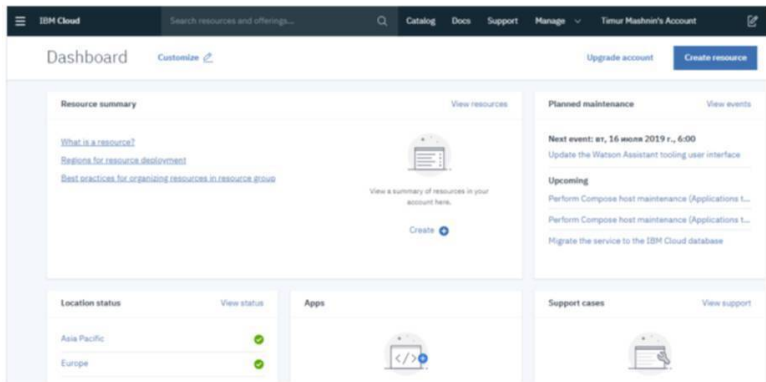 IBM Cloud
Search resources and offerings...
Catalog
Docs
Support
Manage
Timur Mashnin's Account
Dashboard
Customize
Upgrade account
Create resource
Resource summary
View resources
What is a resource?
Regions for resource deployment
Best practices for organizing resources in resource group
View a summary of resources in your
account here.
Create
Planned maintenance
View events
Next event: вт, 16 июля 2019 г., 6:00
Update the Watson Assistant tooling user interface
Upcoming
Perform Compose host maintenance (Applications t...
Perform Compose host maintenance (Applications t...
Migrate the service to the IBM Cloud database
Location status
View status
Asia Pacific
Europe
Apps
</>
Support cases
View support